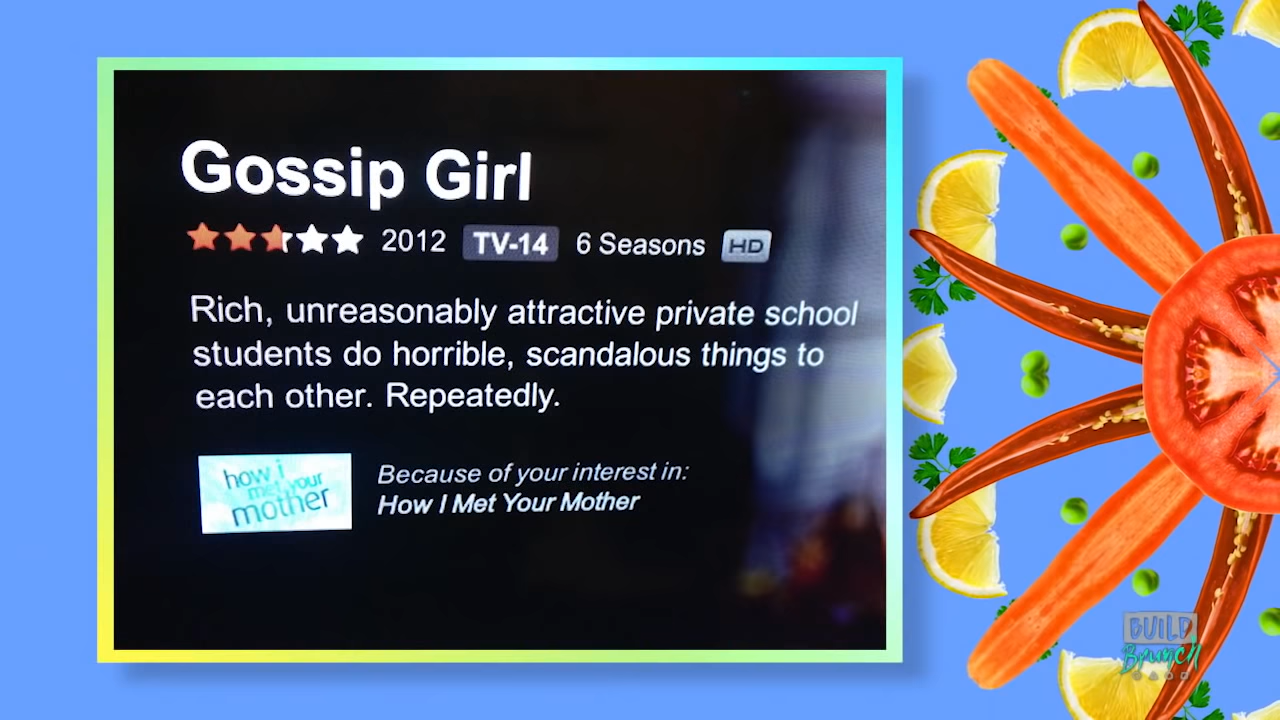 Gossip Girl
2012 TV-14 6 Seasons HD
Rich, unreasonably attractive private school
students do horrible, scandalous things to
each other. Repeatedly.
how i
met your
mother
Because of your interest in:
How I Met Your Mother
BUILD
Brunch